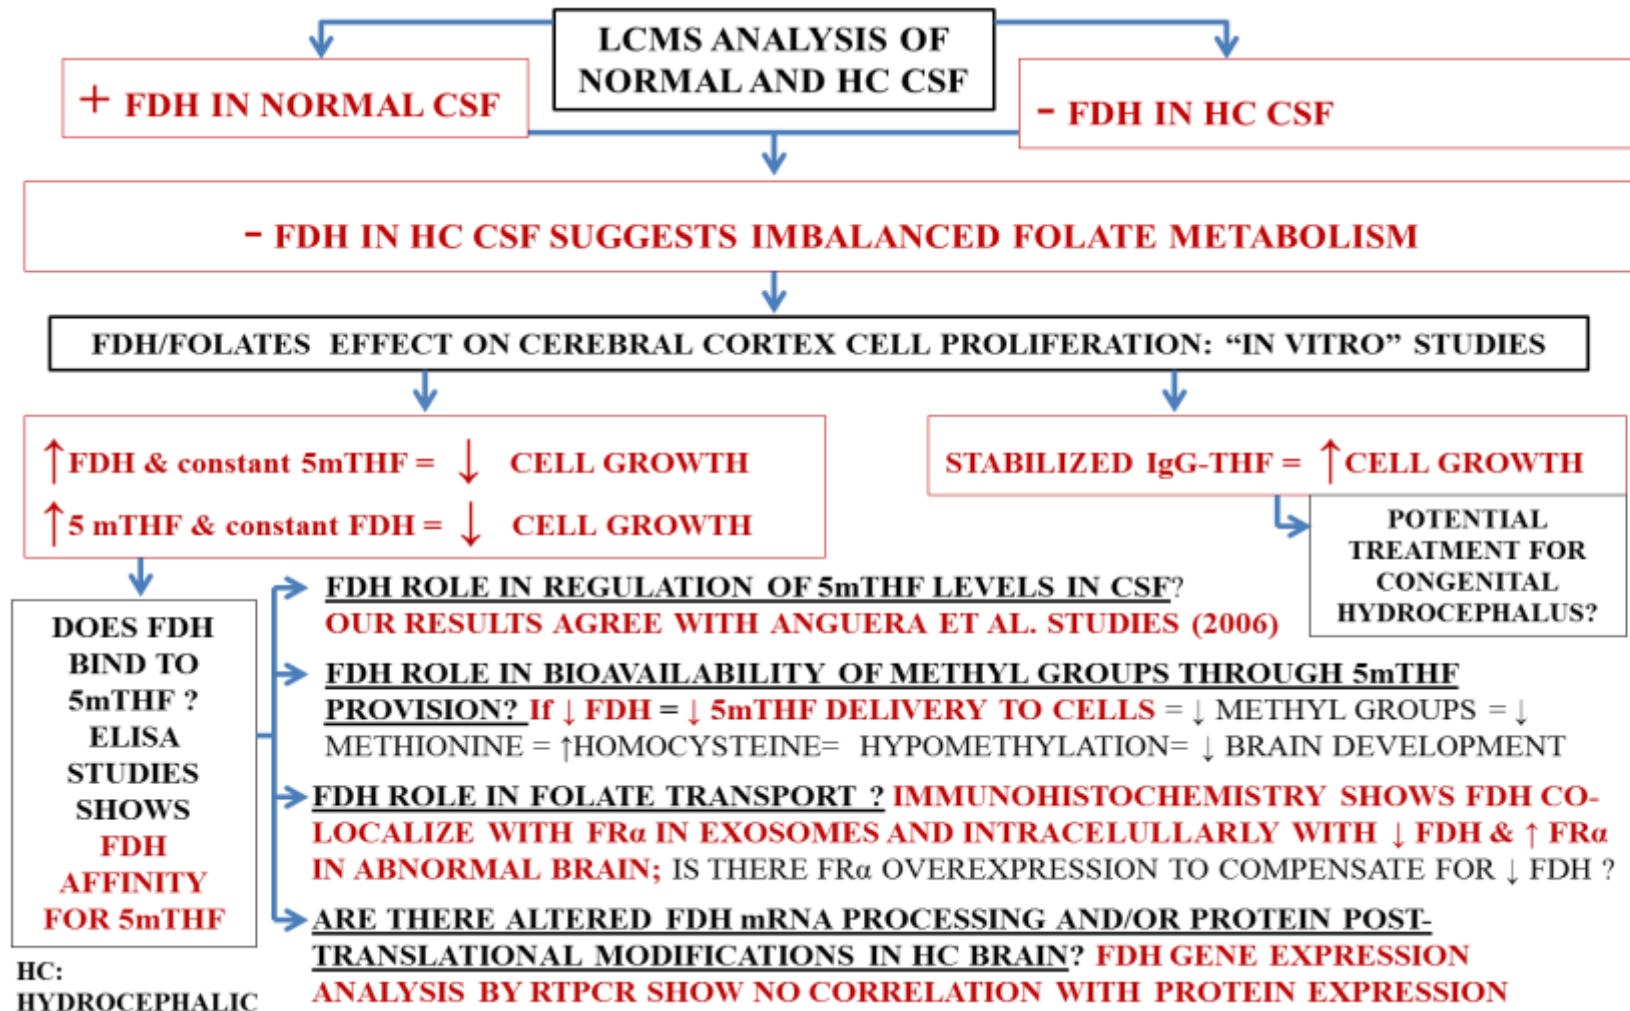 LCMS ANALYSIS OF
NORMAL AND HC CSF
+ FDH IN NORMAL CSF
- FDH IN HC CSF
- FDH IN HC CSF SUGGESTS IMBALANCED FOLATE METABOLISM
FDH/FOLATES EFFECT ON CEREBRAL CORTEX CELL PROLIFERATION: “IN VITRO” STUDIES
↑FDH & constant 5mTHF = ↓ CELL GROWTH
↑5 mTHF & constant FDH = ↓ CELL GROWTH
STABILIZED IgG-THF = ↑CELL GROWTH
POTENTIAL
TREATMENT FOR
CONGENITAL
HYDROCEPHALUS?
DOES FDH
BIND TO
5mTHF ?
ELISA
STUDIES
SHOWS
FDH
AFFINITY
FOR 5mTHF
FDH ROLE IN REGULATION OF 5mTHF LEVELS IN CSF?
OUR RESULTS AGREE WITH ANGUERA ET AL. STUDIES (2006)
FDH ROLE IN BIOAVAILABILITY OF METHYL GROUPS THROUGH 5mTHF
PROVISION? If ↓ FDH = ↓ 5mTHF DELIVERY TO CELLS = ↓ METHYL GROUPS = ↓
METHIONINE = ↑HOMOCYSTEINE= HYPOMETHYLATION= ↓ BRAIN DEVELOPMENT
FDH ROLE IN FOLATE TRANSPORT ? IMMUNOHISTOCHEMISTRY SHOWS FDH CO-
LOCALIZE WITH FRα IN EXOSOMES AND INTRACELULLARLY WITH ↓ FDH & ↑ FRα
IN ABNORMAL BRAIN; IS THERE FRα OVEREXPRESSION TO COMPENSATE FOR ↓ FDH ?
ARE THERE ALTERED FDH mRNA PROCESSING AND/OR PROTEIN POST-
TRANSLATIONAL MODIFICATIONS IN HC BRAIN? FDH GENE EXPRESSION
ANALYSIS BY RTPCR SHOW NO CORRELATION WITH PROTEIN EXPRESSION
HC:
HYDROCEPHALIC